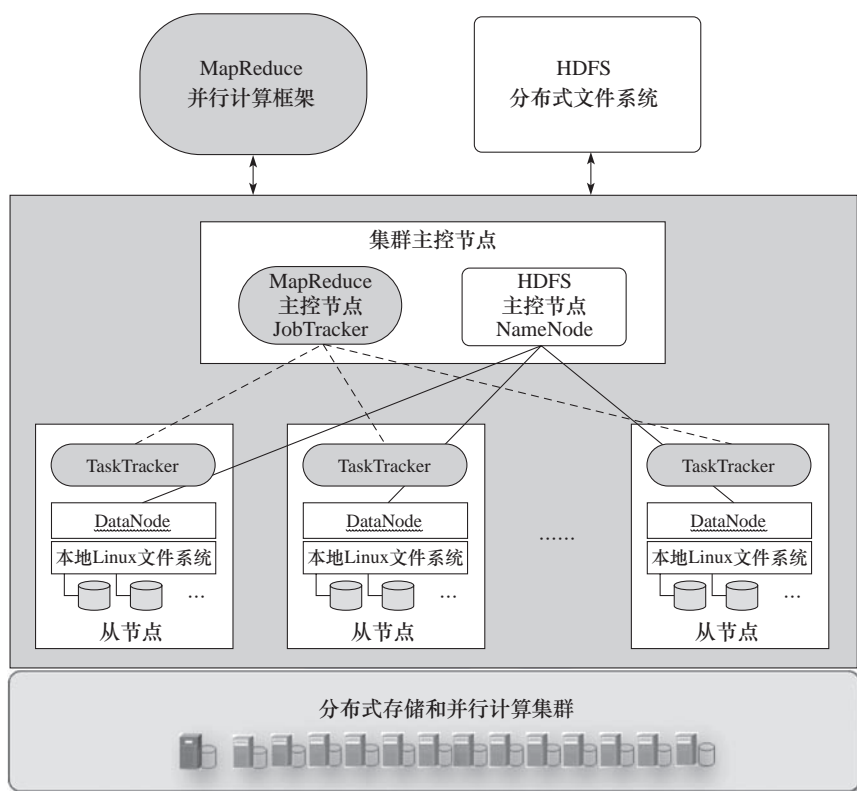 MapReduce
并行计算框架
HDFS
分布式文件系统
集群主控节点
MapReduce
主控节点
JobTracker
HDFS
主控节点
NameNode
TaskTracker
DataNode
本地Linux文件系统
…
从节点
TaskTracker
DataNode
本地Linux文件系统
…
从节点
……
TaskTracker
DataNode
本地Linux文件系统
…
从节点
分布式存储和并行计算集群